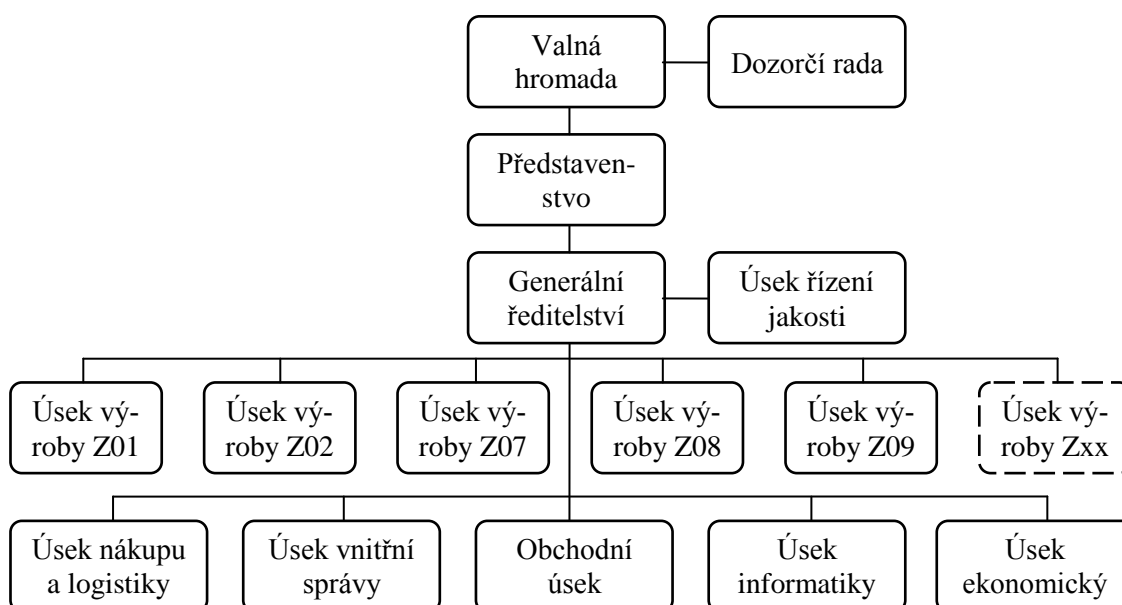 Valná
hromada
Dozorčí rada
Představen-
stvo
Generální
ředitelství
Úsek řízení
jakosti
Úsek vý-
roby Z01
Úsek vý-
roby Z02
Úsek vý-
roby Z07
Úsek vý-
roby Z08
Úsek vý-
roby Z09
Úsek vý-
roby Zxx
Úsek nákupu
a logistiky
Úsek vnitřní
správy
Obchodní
úsek
Úsek
informatiky
Úsek
ekonomický